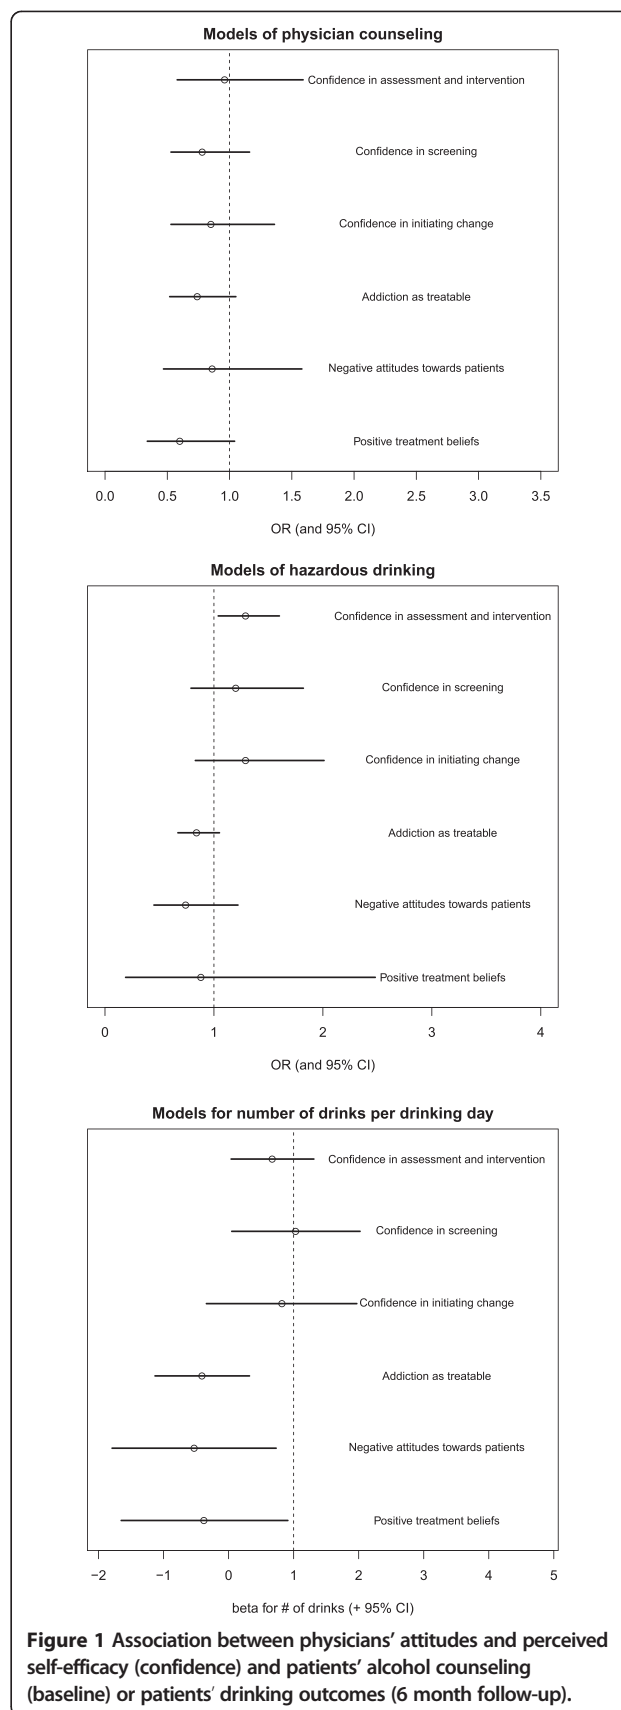 Models of physician counseling
Confidence in assessment and intervention
Confidence in screening
Confidence in initiating change
Addiction as treatable
Negative attitudes towards patients
Positive treatment beliefs
0.0 0.5 1.0 1.5 2.0 2.5 3.0 3.5
OR (and 95% CI)
Models of hazardous drinking
Confidence in assessment and intervention
Confidence in screening
Confidence in initiating change
Addiction as treatable
Negative attitudes towards patients
Positive treatment beliefs
0 1 2 3 4
OR (and 95% CI)
Models for number of drinks per drinking day
Confidence in assessment and intervention
Confidence in screening
Confidence in initiating change
Addiction as treatable
Negative attitudes towards patients
Positive treatment beliefs
−2 −1 0 1 2 3 4 5
beta for # of drinks (+ 95% CI)
Figure 1 Association between physicians’ attitudes and perceived
self-efficacy (confidence) and patients’ alcohol counseling
(baseline) or patients’ drinking outcomes (6 month follow-up).